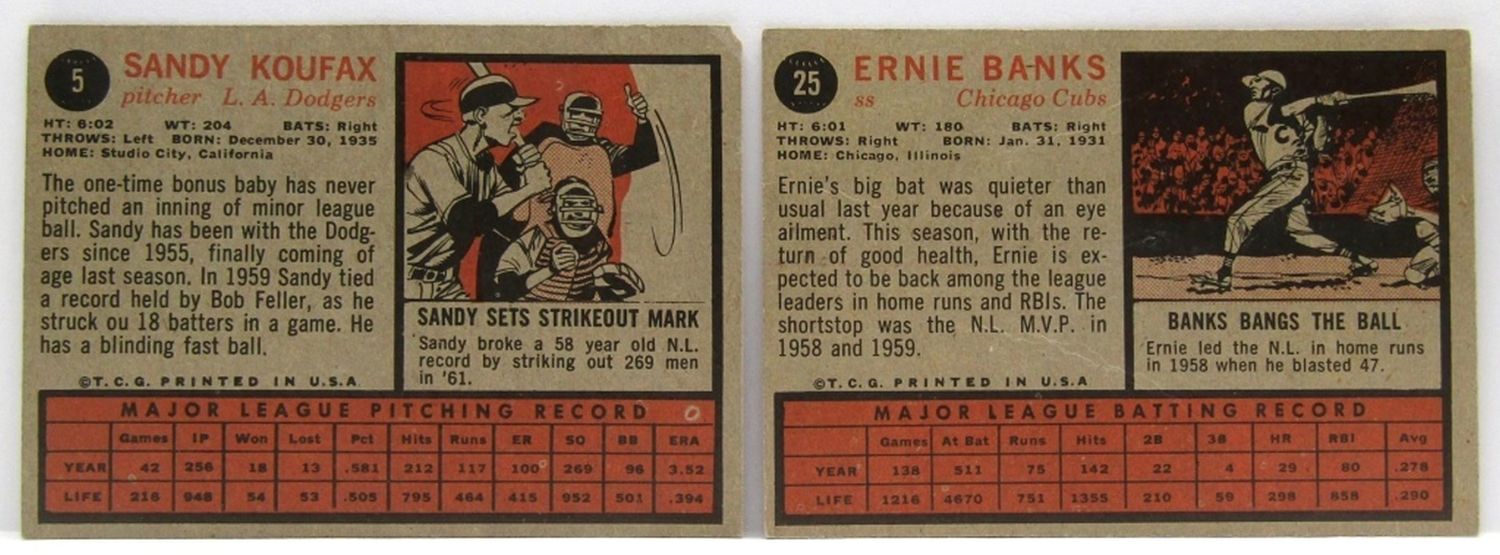 5
SANDY KOUFAX
pitcher L. A. Dodgers
HT: 6:02 WT: 204 BATS: Right
THROWS: Left BORN: December 30, 1935
HOME: Studio City, California
The one-time bonus baby has never
pitched an inning of minor league
ball. Sandy has been with the Dodg-
ers since 1955, finally coming of
age last season. In 1959 Sandy tied
a record held by Bob Feller, as he
struck ou 18 batters in a game. He
has a blinding fast ball.
©T.C.G. PRINTED IN U.S.A.
SANDY SETS STRIKEOUT MARK
Sandy broke a 58 year old N.L.
record by striking out 269 men
in '61.
MAJOR LEAGUE PITCHING RECORD
Games IP Won Lost Pct Hits Runs ER SO BB ERA
YEAR 42 256 18 13 .581 212 117 100 269 96 3.52
LIFE 216 948 54 53 .505 795 464 415 952 501 .394
25
ERNIE BANKS
ss Chicago Cubs
HT: 6:01 WT: 180 BATS: Right
THROWS: Right BORN: Jan. 31, 1931
HOME: Chicago, Illinois
Ernie's big bat was quieter than
usual last year because of an eye
ailment. This season, with the re-
turn of good health, Ernie is ex-
pected to be back among the league
leaders in home runs and RBIs. The
shortstop was the N.L. M.V.P. in
1958 and 1959.
©T.C.G. PRINTED IN U.S.A
C
BANKS BANGS THE BALL
Ernie led the N.L. in home runs
in 1958 when he blasted 47.
MAJOR LEAGUE BATTING RECORD
Games At Bat Runs Hits 2B 3B HR RBI Avg
YEAR 138 511 75 142 22 4 29 80 .278
LIFE 1216 4670 751 1355 210 59 298 858 .290